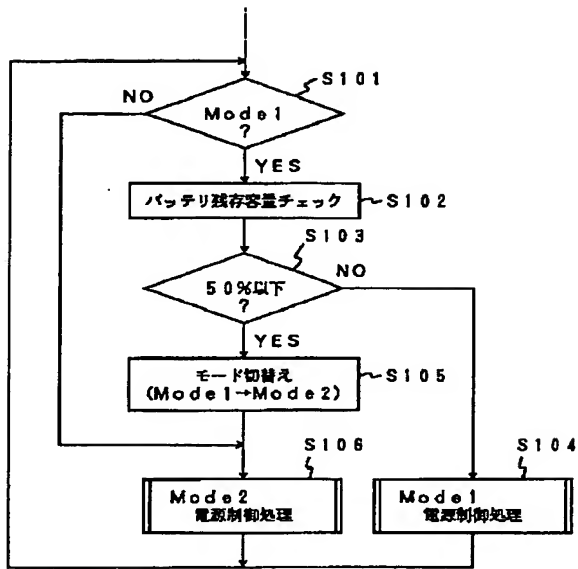 S101
NO
Mode1
?
YES
バッテリ残存容量チェック
S102
S103
NO
50%以下
?
YES
モード切替え
(Mode1→Mode2)
S105
S106
S104
Mode2
電源制御処理
Mode1
電源制御処理